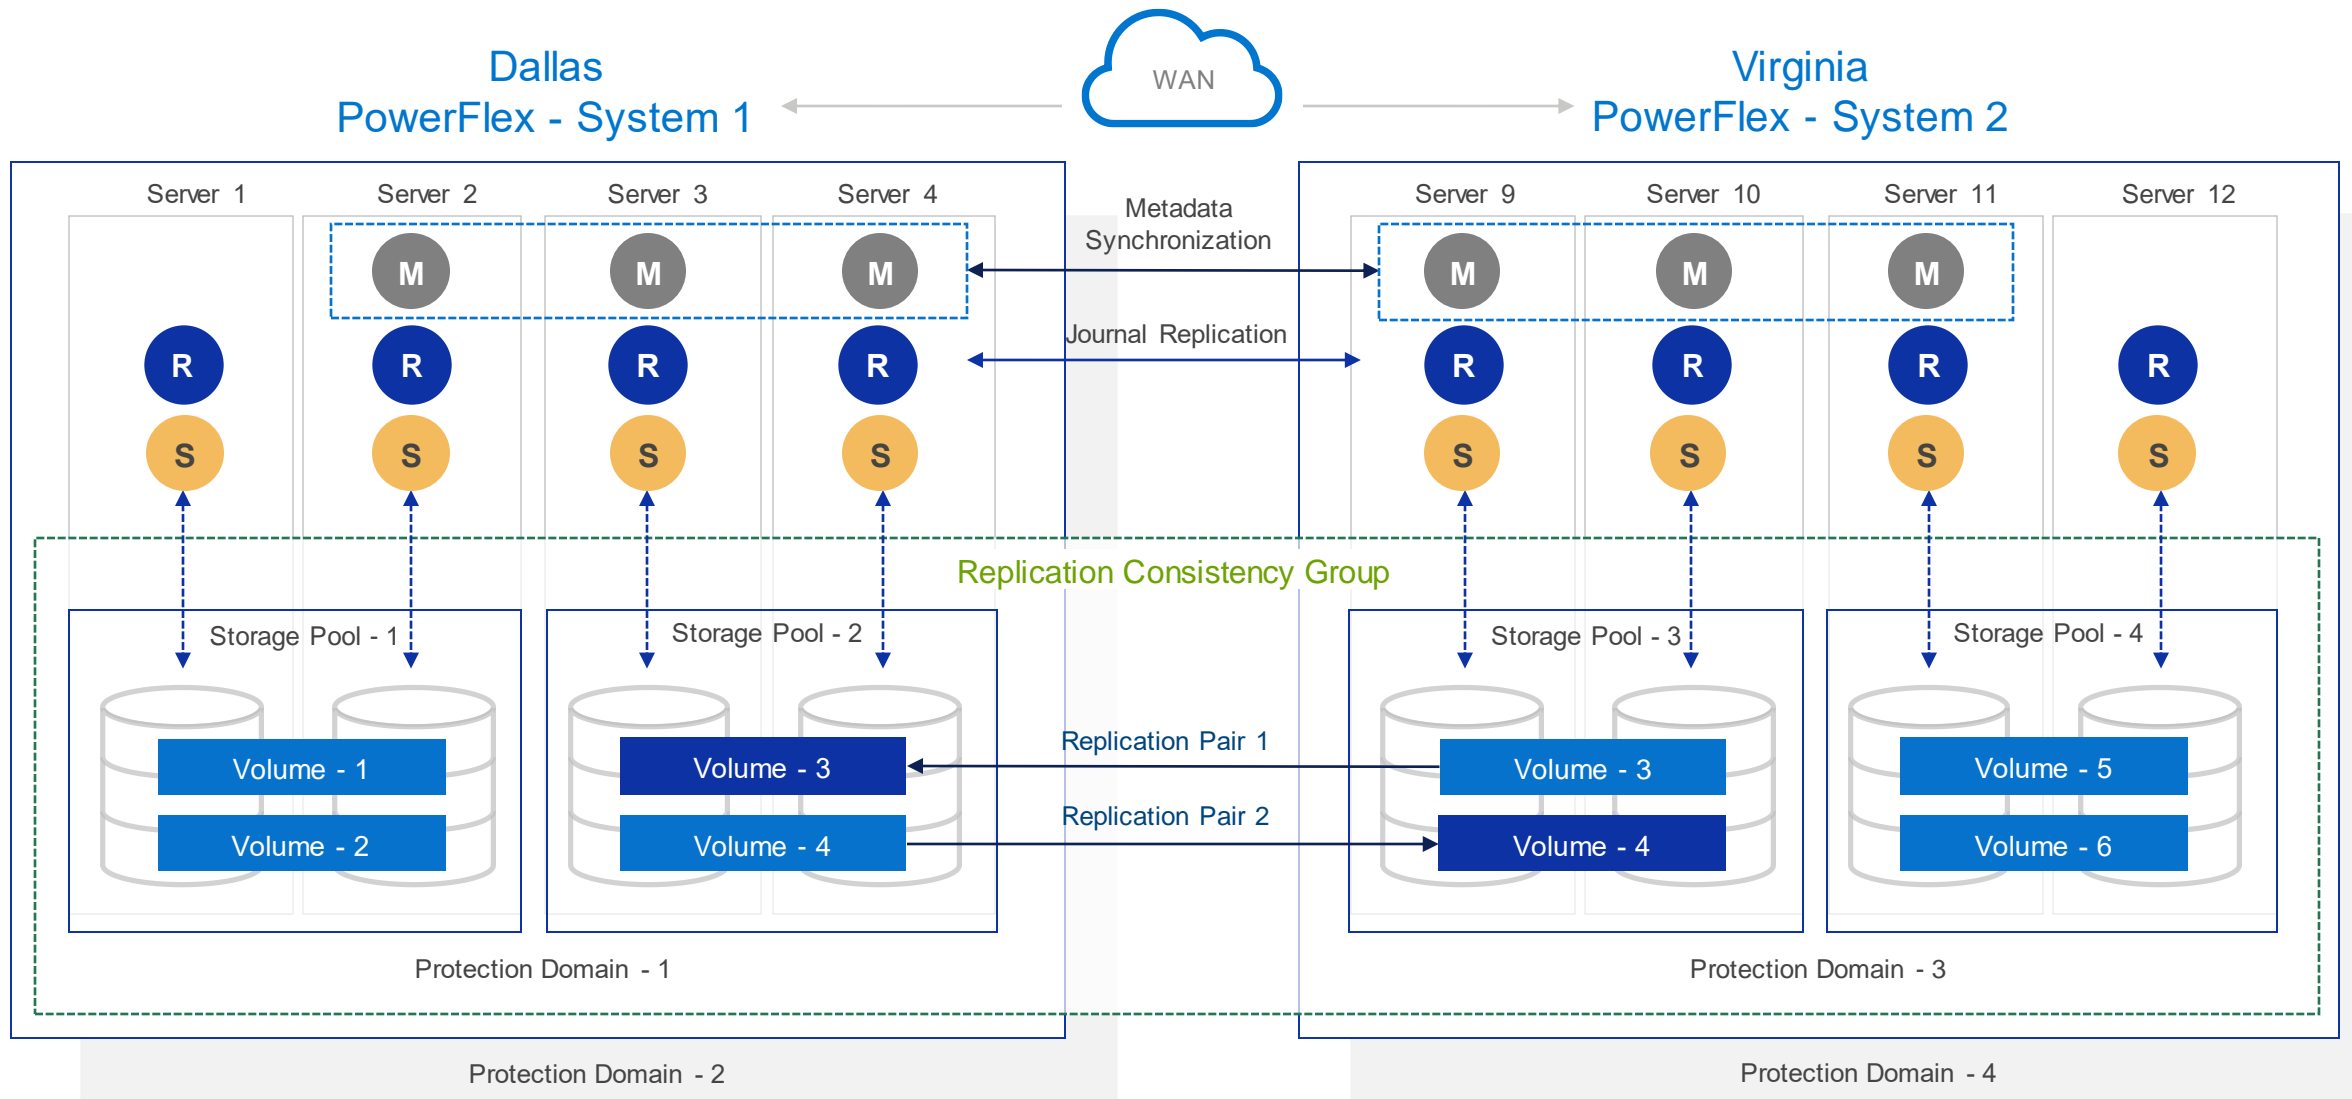 WAN
Dallas
PowerFlex - System 1
Virginia
PowerFlex - System 2
Server 1
Server 2
Server 3
Server 4
Metadada
Synchronization
Server 9
Server 10
Server 11
Server 12
M
M
M
M
M
M
Journal Replication
R
R
R
R
R
R
R
R
S
S
S
S
S
S
S
S
Replication Consistency Group
Storage Pool - 1
Storage Pool - 2
Storage Pool - 3
Storage Pool - 4
Replication Pair 1
Volume - 1
Volume - 3
Volume - 3
Volume - 5
Replication Pair 2
Volume - 2
Volume - 4
Volume - 4
Volume - 6
Protection Domain - 1
Protection Domain - 3
Protection Domain - 2
Protection Domain - 4